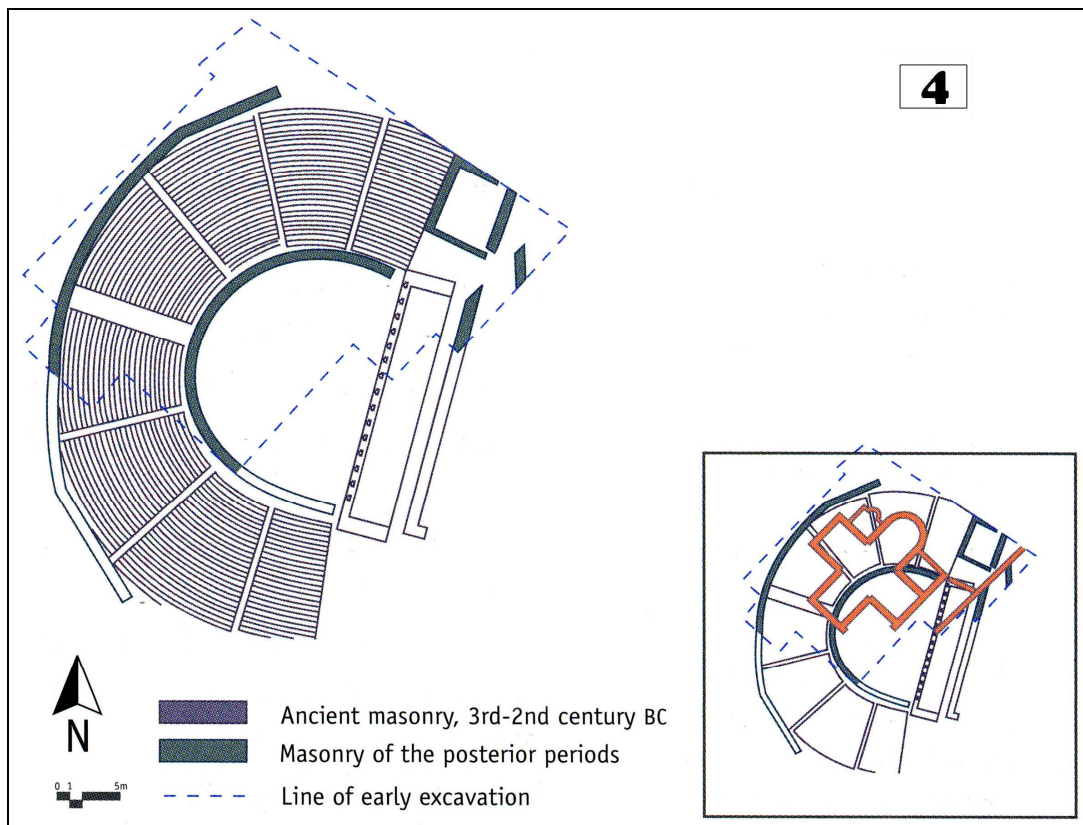 4
N
Ancient masonry, 3rd-2nd century BC
Masonry of the posterior periods
0 1 5m
Line of early excavation